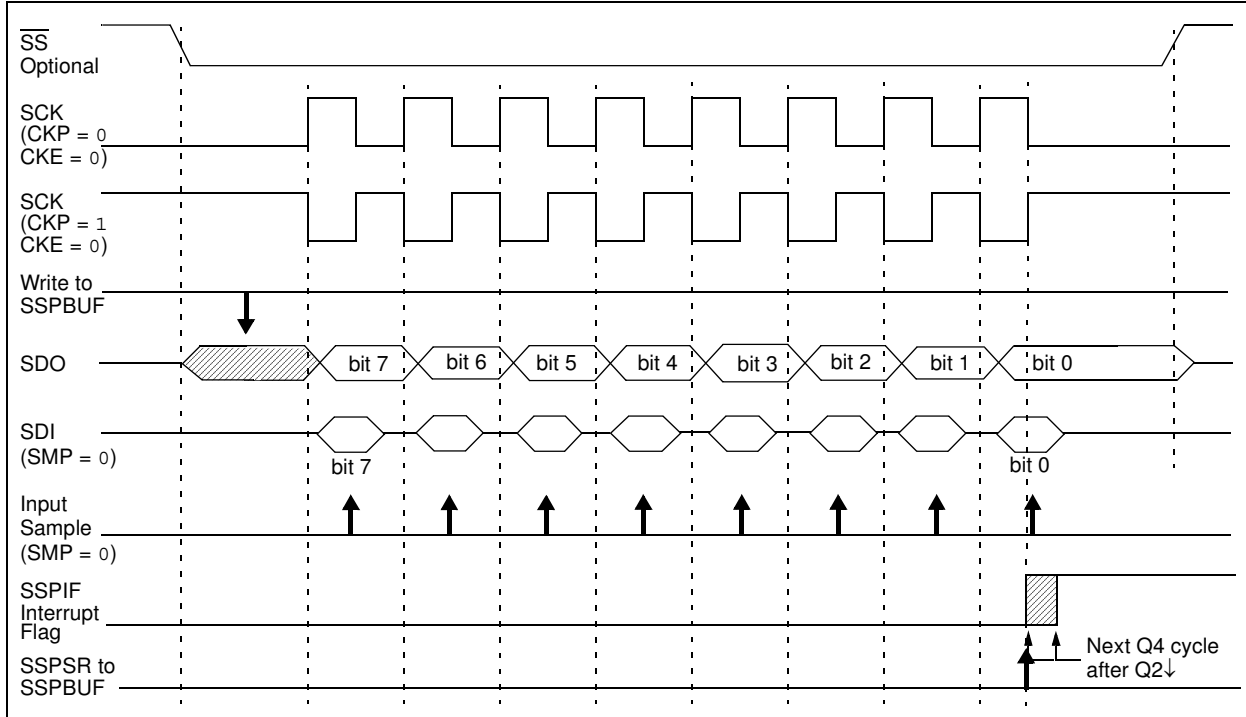 SS
Optional
SCK
(CKP = 0
CKE = 0)
SCK
(CKP = 1
CKE = 0)
Write to
SSPBUF
SDO
bit 7 bit 6 bit 5 bit 4 bit 3 bit 2 bit 1 bit 0
SDI
(SMP = 0)
bit 7 bit 0
Input
Sample
(SMP = 0)
SSPIF
Interrupt
Flag
Next Q4 cycle
after Q2↓
SSPSR to
SSPBUF